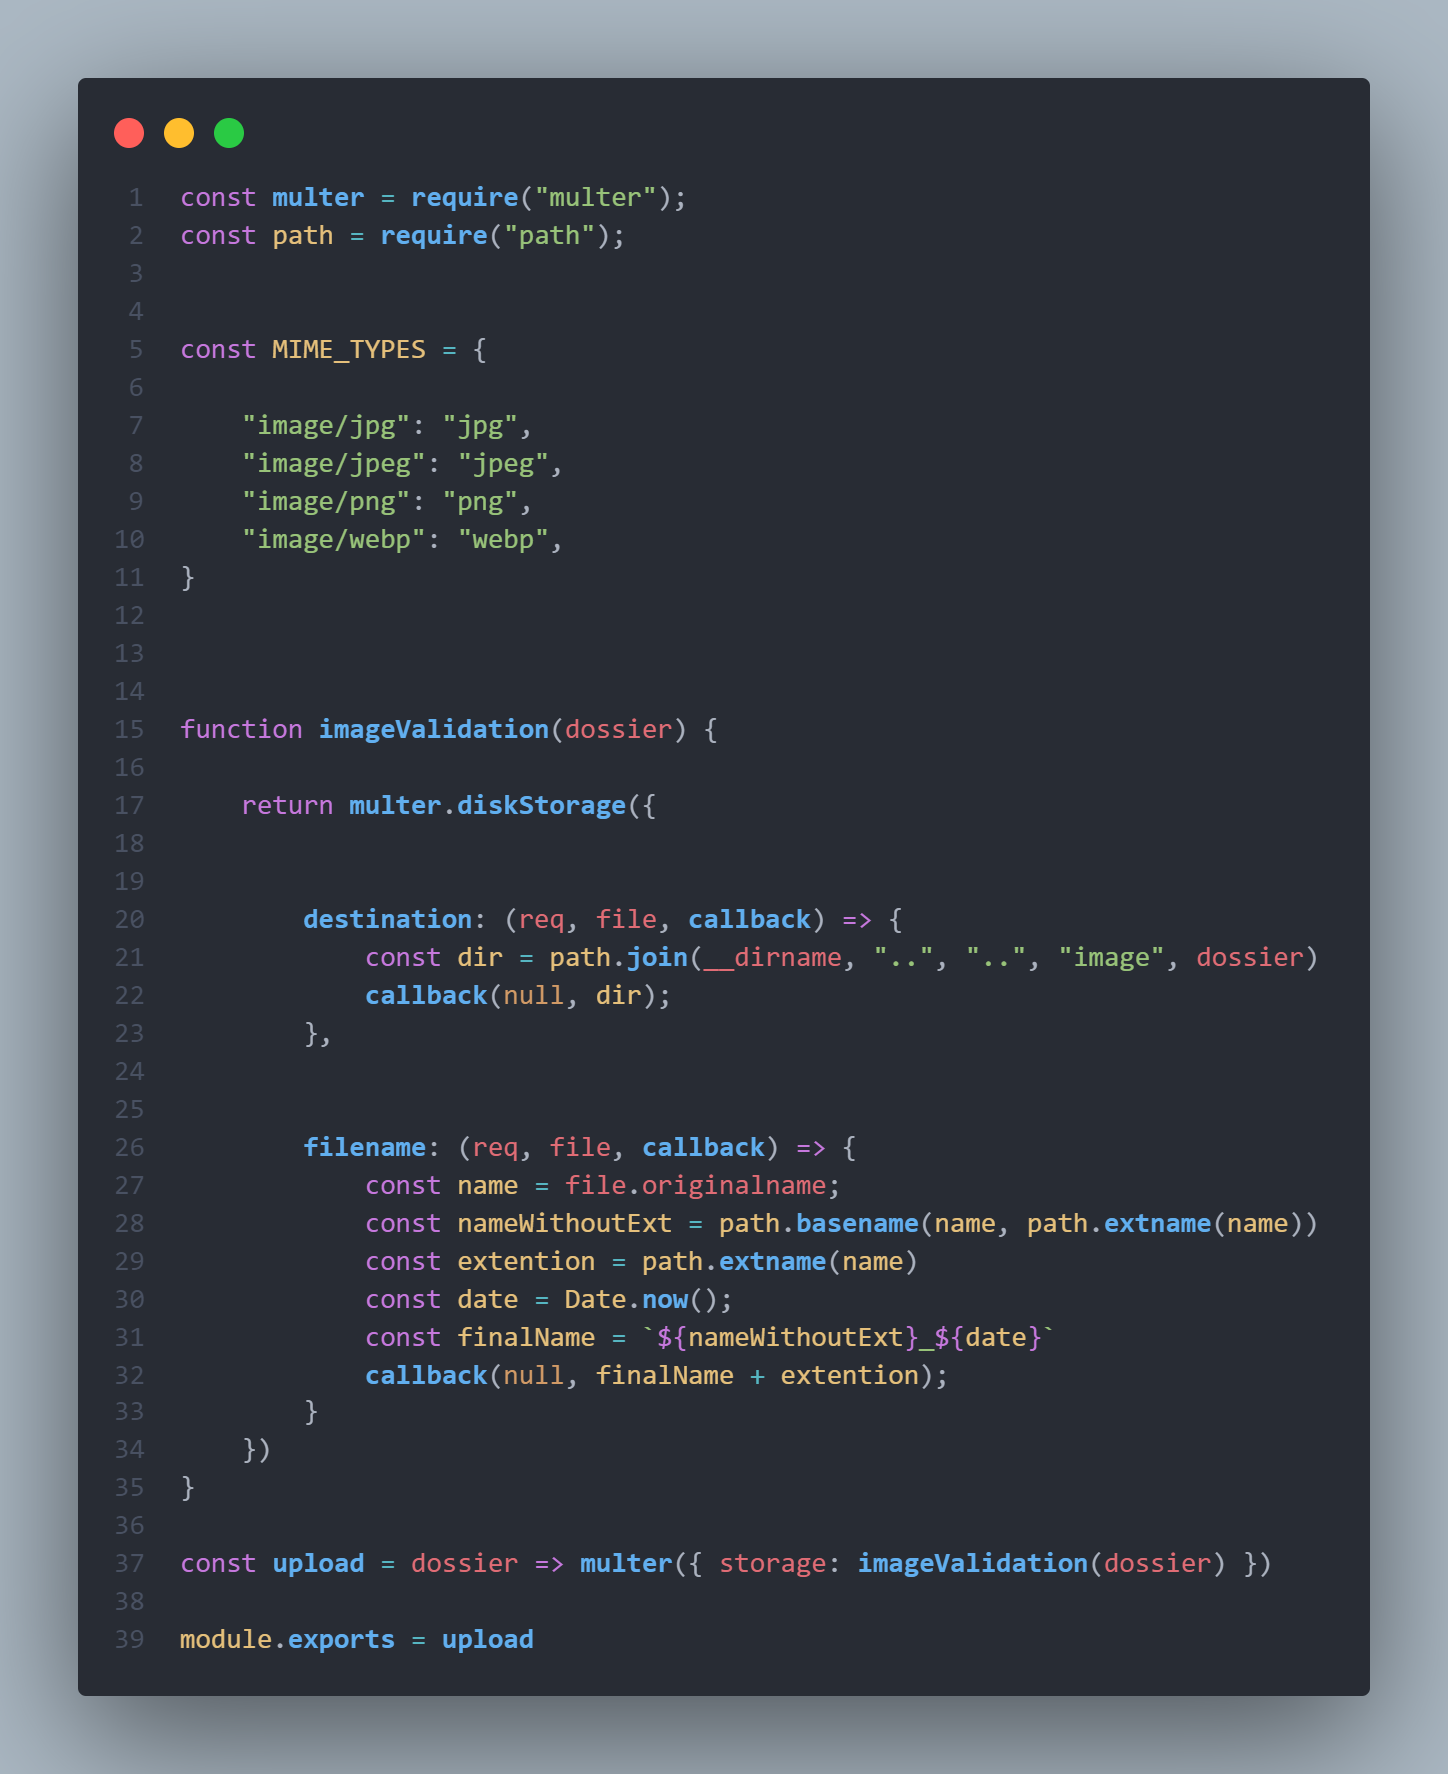 1 const multer = require("multer");
2 const path = require("path");
3
4
5 const MIME_TYPES = {
6
7     "image/jpg": "jpg",
8     "image/jpeg": "jpeg",
9     "image/png": "png",
10     "image/webp": "webp",
11 }
12
13
14
15 function imageValidation(dossier) {
16
17     return multer.diskStorage({
18
19
20         destination: (req, file, callback) => {
21             const dir = path.join(__dirname, "..", "..", "image", dossier)
22             callback(null, dir);
23         },
24
25
26         filename: (req, file, callback) => {
27             const name = file.originalname;
28             const nameWithoutExt = path.basename(name, path.extname(name))
29             const extention = path.extname(name)
30             const date = Date.now();
31             const finalName = `${nameWithoutExt}_${date}`
32             callback(null, finalName + extention);
33         }
34     })
35 }
36
37 const upload = dossier => multer({ storage: imageValidation(dossier) })
38
39 module.exports = upload